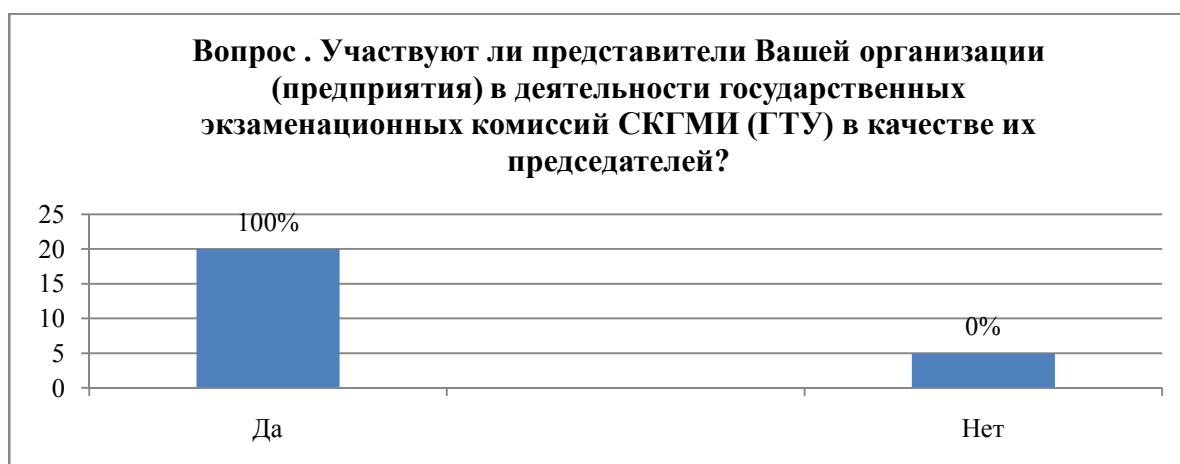 Вопрос . Участвуют ли представители Вашей организации
(предприятия) в деятельности государственных
экзаменационных комиссий СКГМИ (ГТУ) в качестве их
председателей?
25
100%
20
15
10
0%
5
0
Да
Нет